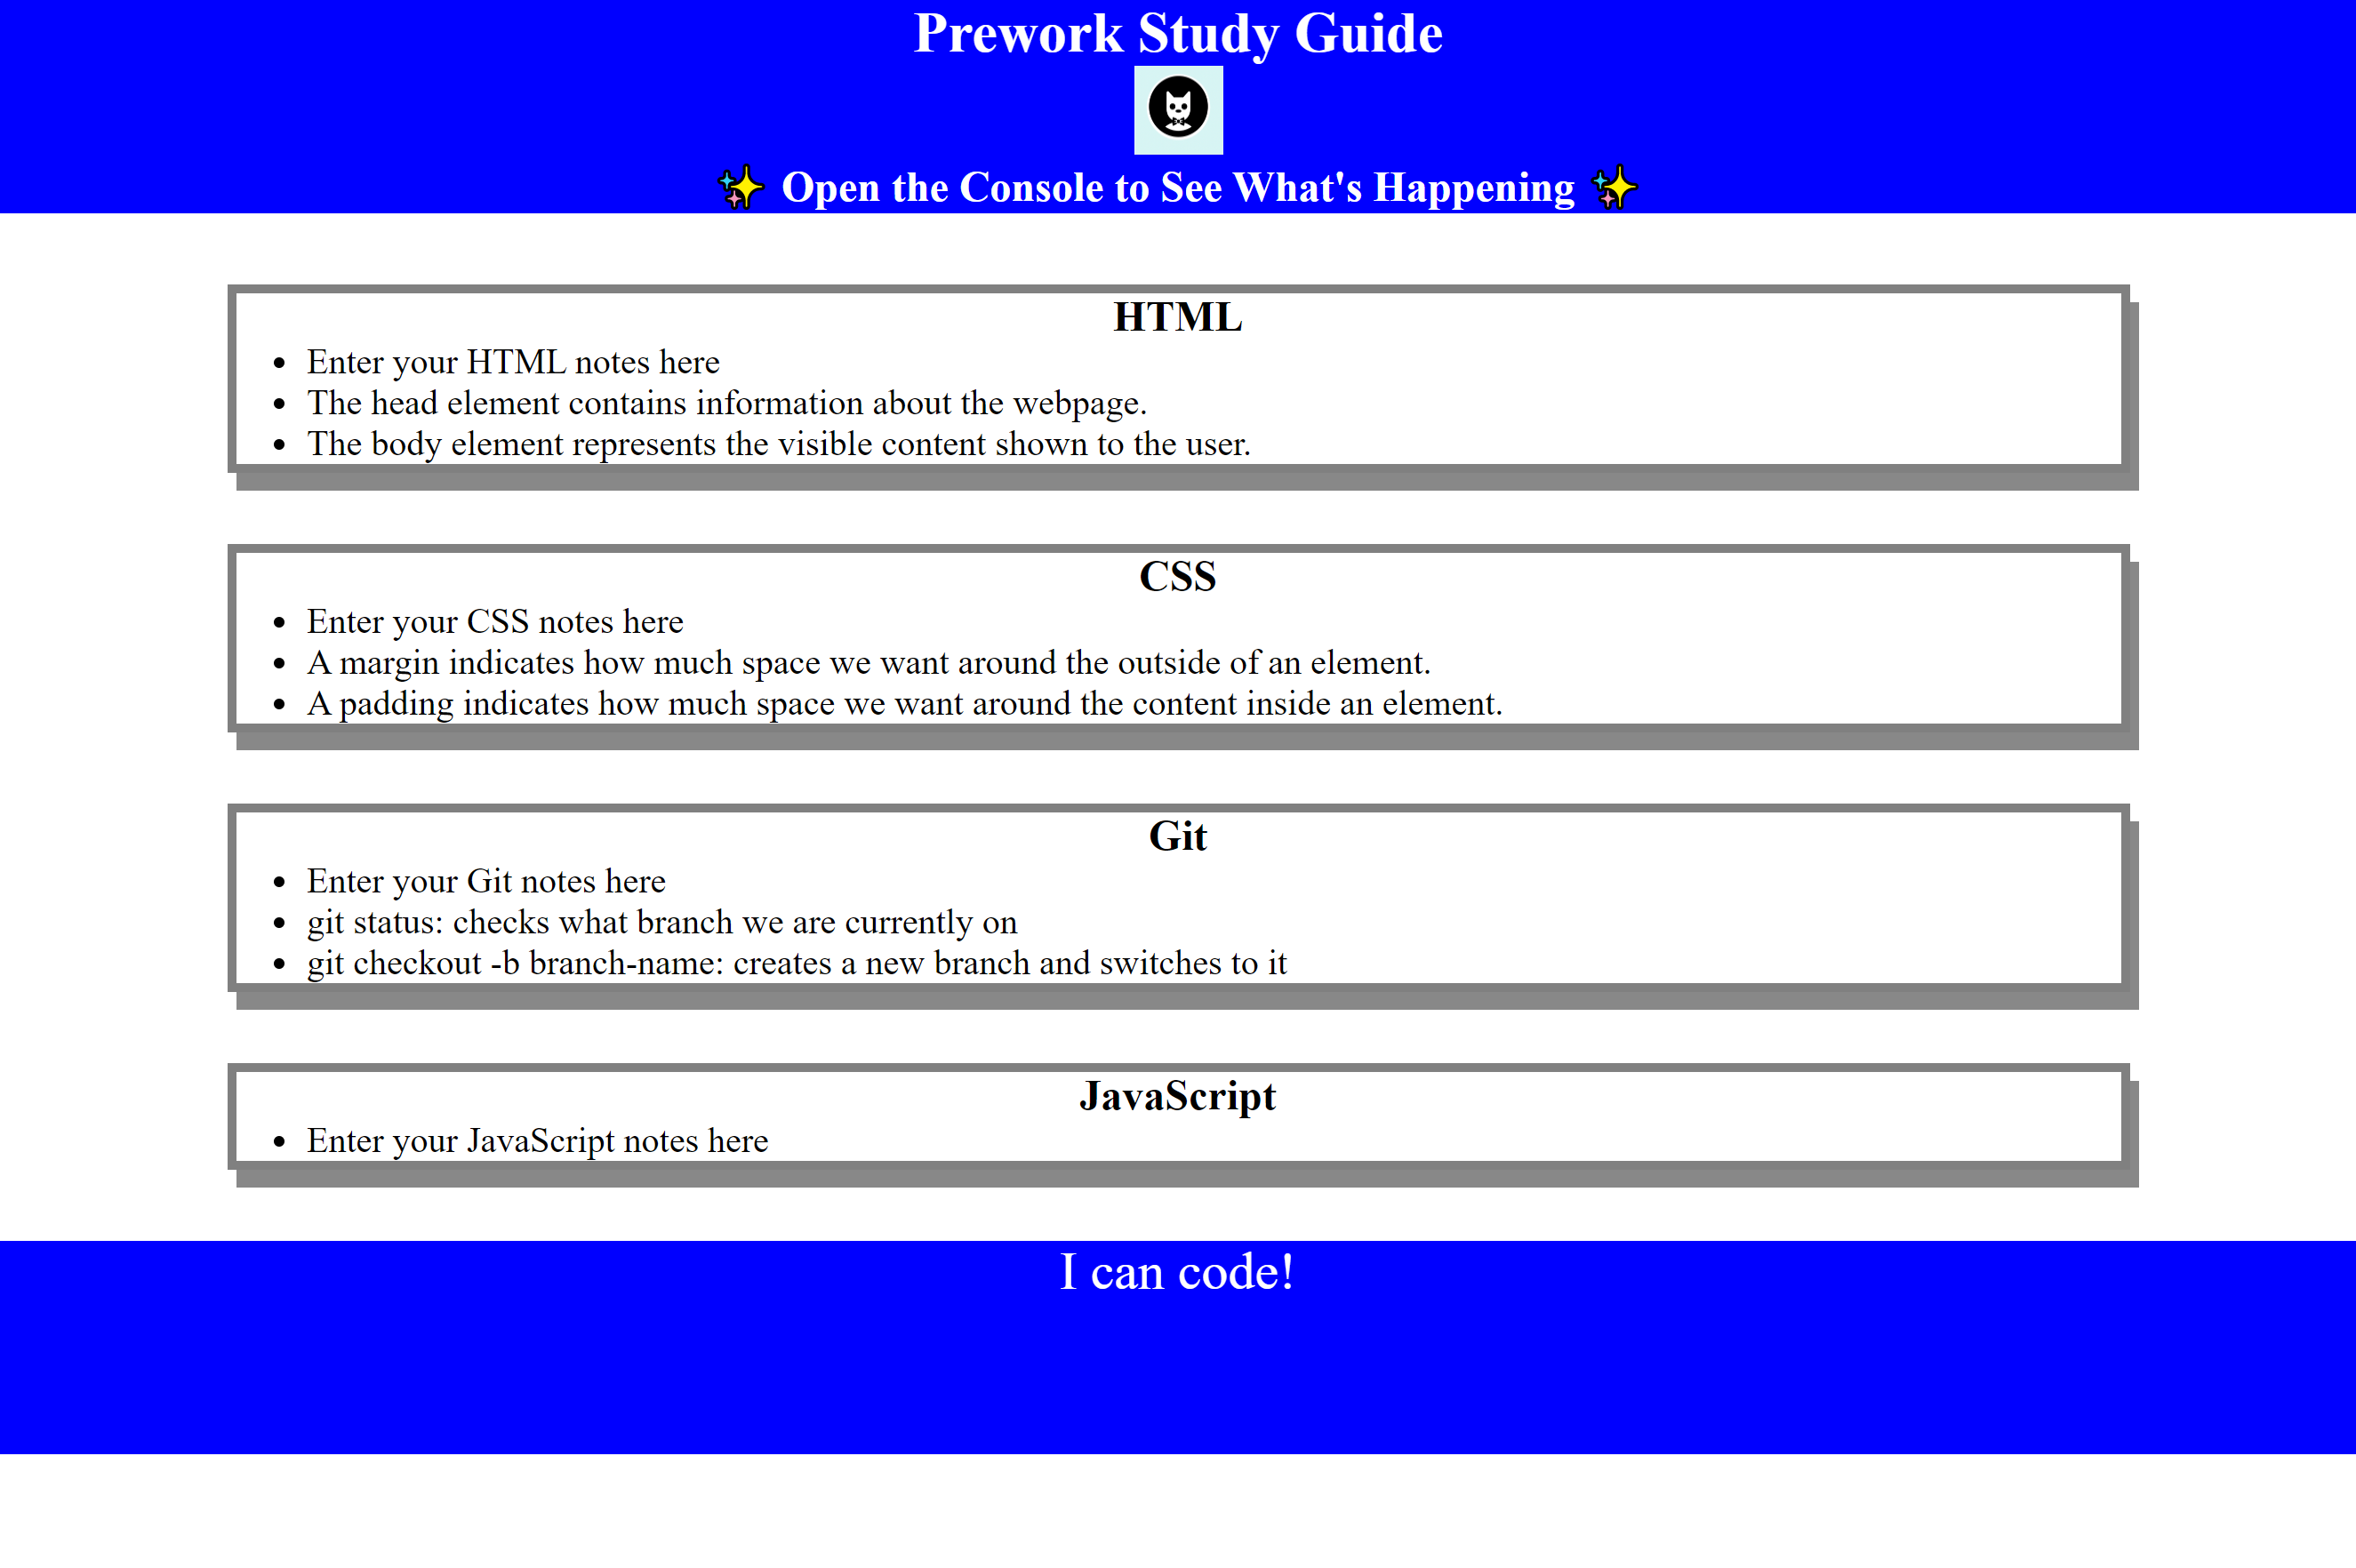 Prework Study Guide
✨ Open the Console to See What's Happening ✨
HTML
• Enter your HTML notes here
• The head element contains information about the webpage.
• The body element represents the visible content shown to the user.
CSS
• Enter your CSS notes here
• A margin indicates how much space we want around the outside of an element.
• A padding indicates how much space we want around the content inside an element.
Git
• Enter your Git notes here
• git status: checks what branch we are currently on
• git checkout -b branch-name: creates a new branch and switches to it
JavaScript
• Enter your JavaScript notes here
I can code!